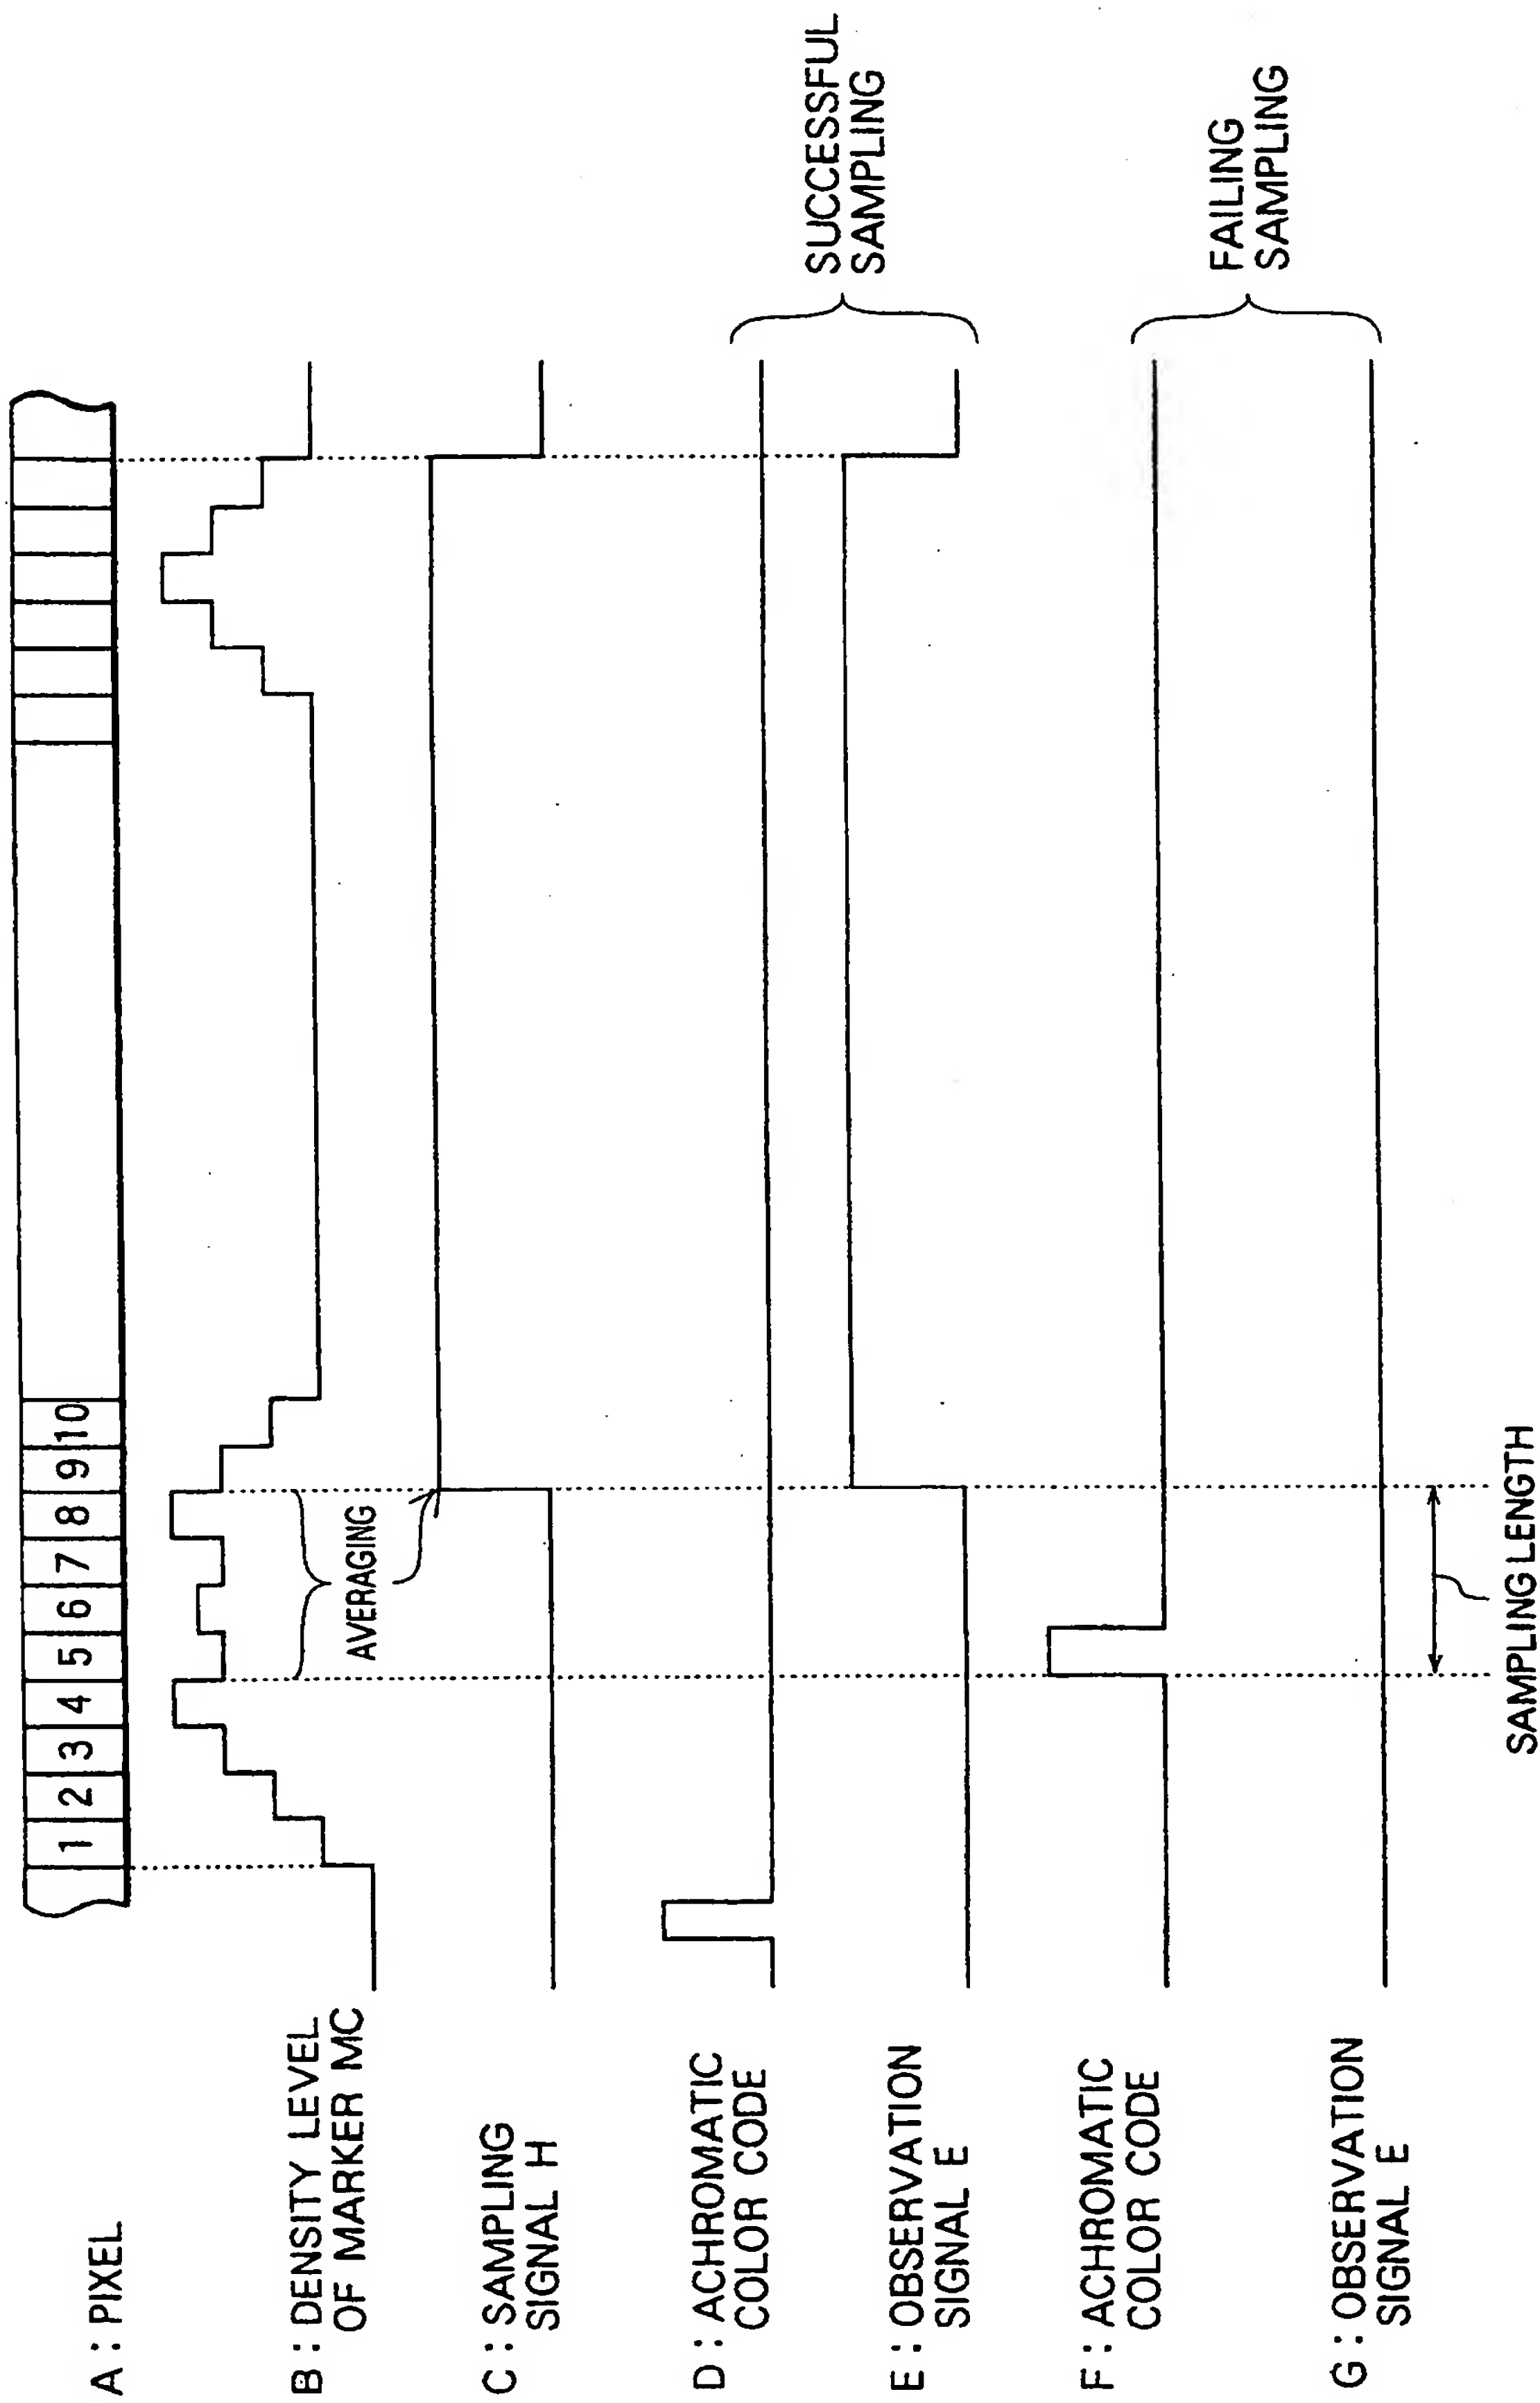 A : PIXEL
1 2 3 4 5 6 7 8 9 10
B : DENSITY LEVEL
OF MARKER MC
AVERAGING
C : SAMPLING
SIGNAL H
D : ACHROMATIC
COLOR CODE
E : OBSERVATION
SIGNAL E
SUCCESSFUL
SAMPLING
F : ACHROMATIC
COLOR CODE
G : OBSERVATION
SIGNAL E
FAILING
SAMPLING
SAMPLING LENGTH